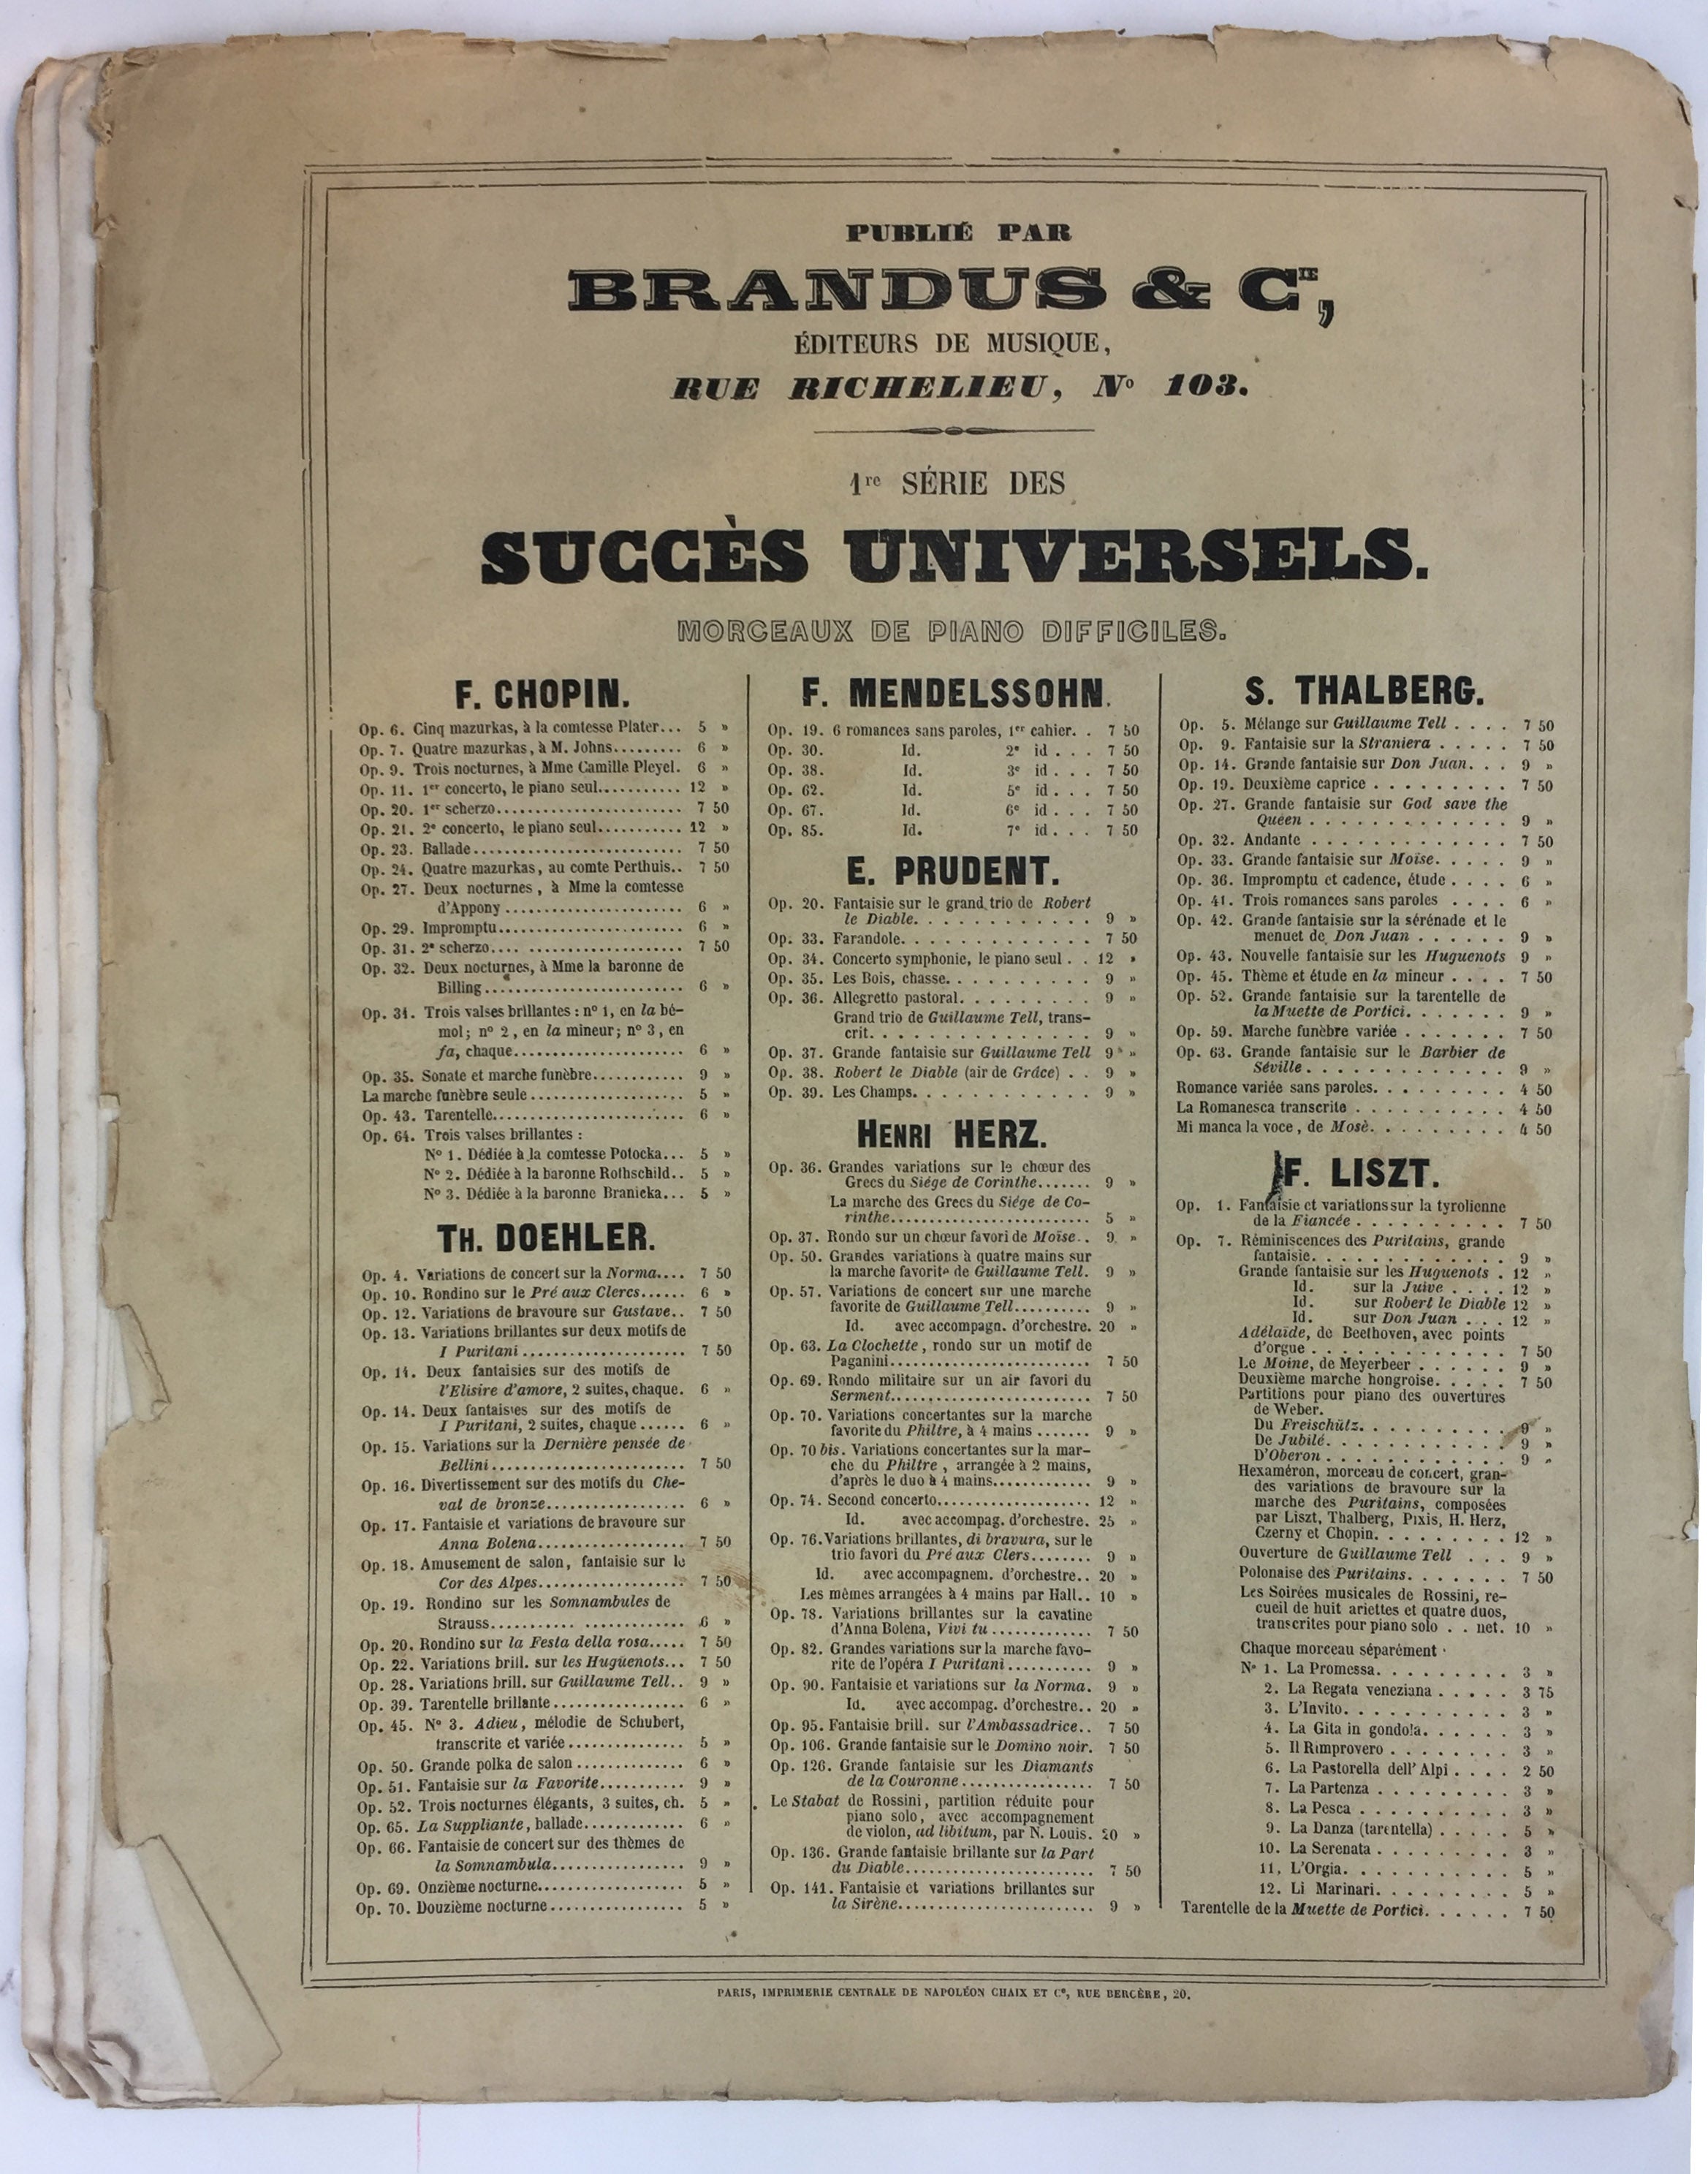 PUBLIÉ PAR
BRANDUS & CIE,
ÉDITEURS DE MUSIQUE,
RUE RICHELIEU, No 103.
1re SÉRIE DES
SUCCÈS UNIVERSELS.
MORCEAUX DE PIANO DIFFICILES.
F. CHOPIN.
Op. 6. Cinq mazurkas, à la comtesse Plater... 5 »
Op. 7. Quatre mazurkas, à M. Johns......... 6 »
Op. 9. Trois nocturnes, à Mme Camille Pleyel. 6 »
Op. 11. 1er concerto, le piano seul........... 12 »
Op. 20. 1er scherzo......................... 7 50
Op. 21. 2e concerto, le piano seul........... 12 »
Op. 23. Ballade............................ 7 50
Op. 24. Quatre mazurkas, au comte Perthuis.. 7 50
Op. 27. Deux nocturnes, à Mme la comtesse
d'Appony........................ 6 »
Op. 29. Impromptu......................... 6 »
Op. 31. 2e scherzo.... ..................... 7 50
Op. 32. Deux nocturnes, à Mme la baronne de
Billing........................... 6 »
Op. 34. Trois valses brillantes : no 1, en la bé-
mol; no 2, en la mineur; no 3, en
fa, chaque....................... 6 »
Op. 35. Sonate et marche funèbre............ 9 »
La marche funèbre seule.................... 5 »
Op. 43. Tarentelle......................... 6 »
Op. 64. Trois valses brillantes :
No 1. Dédiée à la comtesse Potocka... 5 »
No 2. Dédiée à la baronne Rothschild.. 5 »
No 3. Dédiée à la baronne Branicka... 5 »
TH. DOEHLER.
Op. 4. Variations de concert sur la Norma.... 7 50
Op. 10. Rondino sur le Pré aux Clercs...... 6 »
Op. 12. Variations de bravoure sur Gustave.. 7 50
Op. 13. Variations brillantes sur deux motifs de
I Puritani...................... 7 50
Op. 14. Deux fantaisies sur des motifs de
l'Elisire d'amore, 2 suites, chaque. 6 »
Op. 14. Deux fantaisies sur des motifs de
I Puritani, 2 suites, chaque...... 6 »
Op. 15. Variations sur la Dernière pensée de
Bellini.......................... 7 50
Op. 16. Divertissement sur des motifs du Che-
val de bronze................... 6 »
Op. 17. Fantaisie et variations de bravoure sur
Anna Bolena.................... 7 50
Op. 18. Amusement de salon, fantaisie sur le
Cor des Alpes................... 7 50
Op. 19. Rondino sur les Somnambules de
Strauss........... ............. 6 »
Op. 20. Rondino sur la Festa della rosa..... 7 50
Op. 22. Variations brill. sur les Huguenots... 7 50
Op. 28. Variations brill. sur Guillaume Tell.. 9 »
Op. 39. Tarentelle brillante................. 6 »
Op. 45. No 3. Adieu, mélodie de Schubert,
transcrite et variée............... 5 »
Op. 50. Grande polka de salon.............. 6 »
Op. 51. Fantaisie sur la Favorite........... 9 »
Op. 52. Trois nocturnes élégants, 3 suites, ch. 5 »
Op. 65. La Suppliante, ballade............. 6 »
Op. 66. Fantaisie de concert sur des thèmes de
la Somnambula.................. 9 »
Op. 69. Onzième nocturne.................. 5 »
Op. 70. Douzième nocturne................. 5 »
F. MENDELSSOHN.
Op. 19. 6 romances sans paroles, 1er cahier. . 7 50
Op. 30. Id. 2e id . . . 7 50
Op. 38. Id. 3e id . . . 7 50
Op. 62. Id. 5e id . . . 7 50
Op. 67. Id. 6e id . . . 7 50
Op. 85. Id. 7e id . . . 7 50
E. PRUDENT.
Op. 20. Fantaisie sur le grand trio de Robert
le Diable. . . . . . . . . . . . 9 »
Op. 33. Farandole. . . . . . . . . . . . . 7 50
Op. 34. Concerto symphonie, le piano seul . . 12 »
Op. 35. Les Bois, chasse. . . . . . . . . . 9 »
Op. 36. Allegretto pastoral. . . . . . . . . 9 »
Grand trio de Guillaume Tell, trans-
crit. . . . . . . . . . . . . . . 9 »
Op. 37. Grande fantaisie sur Guillaume Tell 9 »
Op. 38. Robert le Diable (air de Grâce) . . 9 »
Op. 39. Les Champs. . . . . . . . . . . . 9 »
HENRI HERZ.
Op. 36. Grandes variations sur le chœur des
Grecs du Siége de Corinthe....... 9 »
La marche des Grecs du Siége de Co-
rinthe........................... 5 »
Op. 37. Rondo sur un chœur favori de Moïse.. 9 »
Op. 50. Grandes variations à quatre mains sur
la marche favorite de Guillaume Tell. 9 »
Op. 57. Variations de concert sur une marche
favorite de Guillaume Tell.......... 9 »
Id. avec accompagn. d'orchestre. 20 »
Op. 63. La Clochette, rondo sur un motif de
Paganini........................... 7 50
Op. 69. Rondo militaire sur un air favori du
Serment........................... 7 50
Op. 70. Variations concertantes sur la marche
favorite du Philtre, à 4 mains ....... 9 »
Op. 70 bis. Variations concertantes sur la mar-
che du Philtre, arrangée à 2 mains,
d'après le duo à 4 mains............. 9 »
Op. 74. Second concerto..................... 12 »
Id. avec accompag. d'orchestre. 25 »
Op. 76. Variations brillantes, di bravura, sur le
trio favori du Pré aux Clers........ 9 »
Id. avec accompagnem. d'orchestre.. 20 »
Les mêmes arrangées à 4 mains par Hall.. 10 »
Op. 78. Variations brillantes sur la cavatine
d'Anna Bolena, Vivi tu............. 7 50
Op. 82. Grandes variations sur la marche favo-
rite de l'opéra I Puritani........... 9 »
Op. 90. Fantaisie et variations sur la Norma. 9 »
Id. avec accompag. d'orchestre.. 20 »
Op. 95. Fantaisie brill. sur l'Ambassadrice.. 7 50
Op. 106. Grande fantaisie sur le Domino noir. 7 50
Op. 126. Grande fantaisie sur les Diamants
de la Couronne.................. 7 50
Le Stabat de Rossini, partition réduite pour
piano solo, avec accompagnement
de violon, ad libitum, par N. Louis. 20 »
Op. 136. Grande fantaisie brillante sur la Part
du Diable.......................... 7 50
Op. 141. Fantaisie et variations brillantes sur
la Sirène........................... 9 »
S. THALBERG.
Op. 5. Mélange sur Guillaume Tell . . . . 7 50
Op. 9. Fantaisie sur la Straniera . . . . . 7 50
Op. 14. Grande fantaisie sur Don Juan. . . 9 »
Op. 19. Deuxième caprice . . . . . . . . . 7 50
Op. 27. Grande fantaisie sur God save the
Queen . . . . . . . . . . . . . 9 »
Op. 32. Andante . . . . . . . . . . . . . 7 50
Op. 33. Grande fantaisie sur Moïse. . . . . 9 »
Op. 36. Impromptu et cadence, étude . . . . 6 »
Op. 41. Trois romances sans paroles . . . . 6 »
Op. 42. Grande fantaisie sur la sérénade et le
menuet de Don Juan . . . . . . 9 »
Op. 43. Nouvelle fantaisie sur les Huguenots 9 »
Op. 45. Thème et étude en la mineur . . . . 7 50
Op. 52. Grande fantaisie sur la tarentelle de
la Muette de Portici. . . . . . . 9 »
Op. 59. Marche funèbre variée . . . . . . . 7 50
Op. 63. Grande fantaisie sur le Barbier de
Séville. . . . . . . . . . . . . 9 »
Romance variée sans paroles. . . . . . . . . 4 50
La Romanesca transcrite . . . . . . . . . . 4 50
Mi manca la voce, de Mosè. . . . . . . . . 4 50
F. LISZT.
Op. 1. Fantaisie et variations sur la tyrolienne
de la Fiancée . . . . . . . . . . 7 50
Op. 7. Réminiscences des Puritains, grande
fantaisie. . . . . . . . . . . . . 9 »
Grande fantaisie sur les Huguenots . 12 »
Id. sur la Juive . . . . 12 »
Id. sur Robert le Diable 12 »
Id. sur Don Juan . . . 12 »
Adélaïde, de Beethoven, avec points
d'orgue . . . . . . . . . . . . . 7 50
Le Moine, de Meyerbeer . . . . . . 9 »
Deuxième marche hongroise. . . . . 7 50
Partitions pour piano des ouvertures
de Weber.
Du Freischütz. . . . . . . . . . . 9 »
De Jubilé. . . . . . . . . . . . . 9 »
D'Oberon . . . . . . . . . . . . . 9 »
Hexaméron, morceau de concert, gran-
des variations de bravoure sur la
marche des Puritains, composées
par Liszt, Thalberg, Pixis, H. Herz,
Czerny et Chopin. . . . . . . . . 12 »
Ouverture de Guillaume Tell . . . 9 »
Polonaise des Puritains. . . . . . . 7 50
Les Soirées musicales de Rossini, re-
cueil de huit ariettes et quatre duos,
transcrites pour piano solo . . net. 10 »
Chaque morceau séparément.
No 1. La Promessa. . . . . . . . . 3 »
2. La Regata veneziana . . . . . 3 75
3. L'Invito. . . . . . . . . . . 3 »
4. La Gita in gondola. . . . . . 3 »
5. Il Rimprovero . . . . . . . . 3 »
6. La Pastorella dell' Alpi . . . . 2 50
7. La Partenza . . . . . . . . . 3 »
8. La Pesca . . . . . . . . . . 3 »
9. La Danza (tarentella) . . . . . 5 »
10. La Serenata . . . . . . . . . 3 »
11. L'Orgia. . . . . . . . . . . 5 »
12. Li Marinari. . . . . . . . . 5 »
Tarentelle de la Muette de Portici. . . . . . 7 50
PARIS, IMPRIMERIE CENTRALE DE NAPOLÉON CHAIX ET Ce, RUE BERGÈRE, 20.